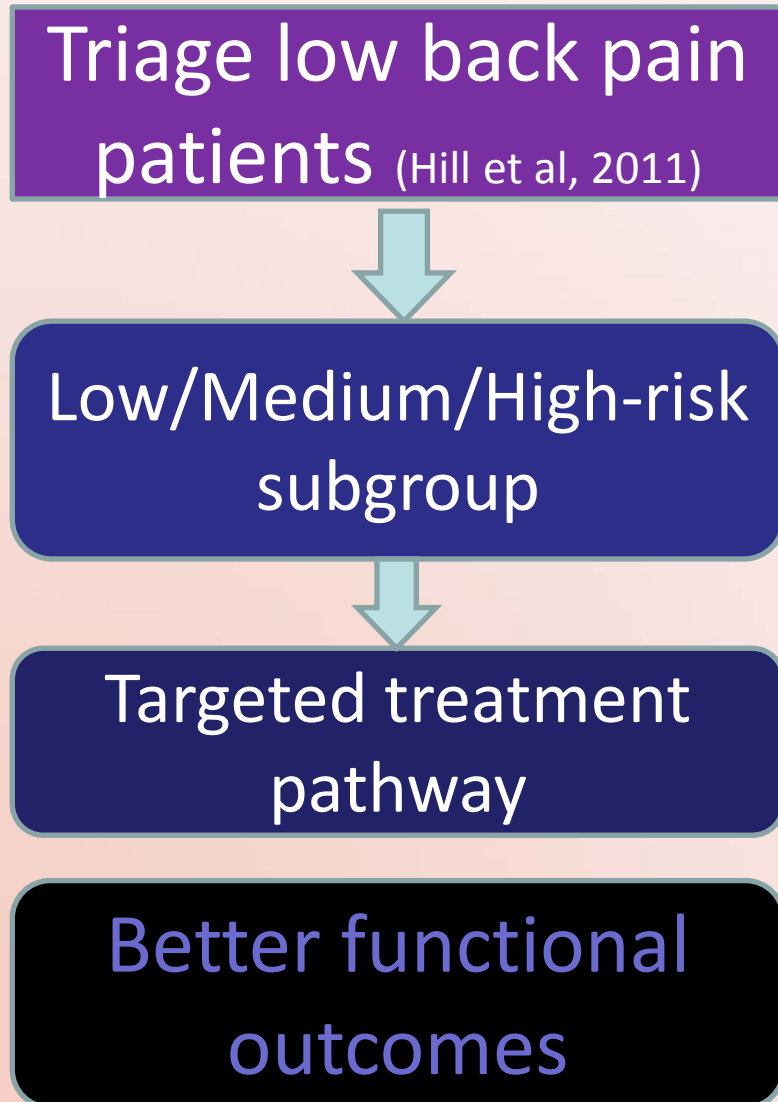 Triage low back pain
patients (Hill et al, 2011)
Low/Medium/High-risk
subgroup
Targeted treatment
pathway
Better functional
outcomes